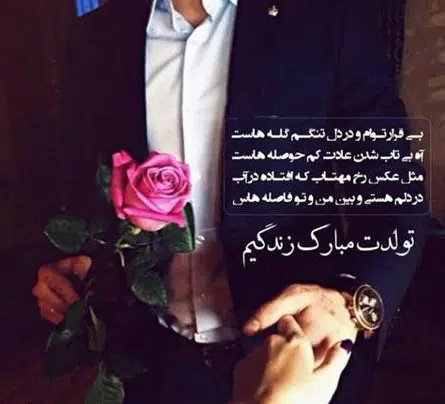 بی قرار توام و در دل تنگم گله هاست
آه بی تاب شدن عادت کم حوصله هاست
مثل عکس رخ مهتاب که افتاده در آب
در دلم هستی و بین من و تو فاصله هاس
تولدت مبارک زندگیم